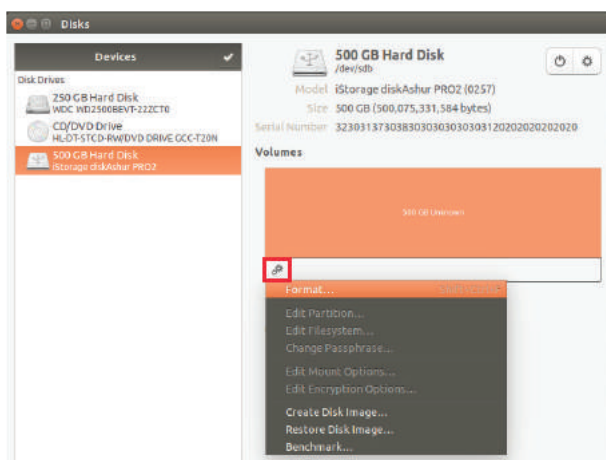 Disks
Devices
Disk Drives
250 GB Hard Disk
WDC WD2500BEVT-22ZCT0
CD/DVD Drive
HL-DT-STCD-RW/DVD DRIVE GCC-T20N
500 GB Hard Disk
iStorage diskAshur PRO2
500 GB Hard Disk
/dev/sdb
Model iStorage diskAshur PRO2 (0257)
Size 500 GB (500,075,331,584 bytes)
Serial Number
Volumes
500 GB Unknown
Format...
Edit Partition...
Edit Filesystem...
Change Passphrase...
Edit Mount Options...
Edit Encryption Options...
Create Disk Image...
Restore Disk Image...
Benchmark...